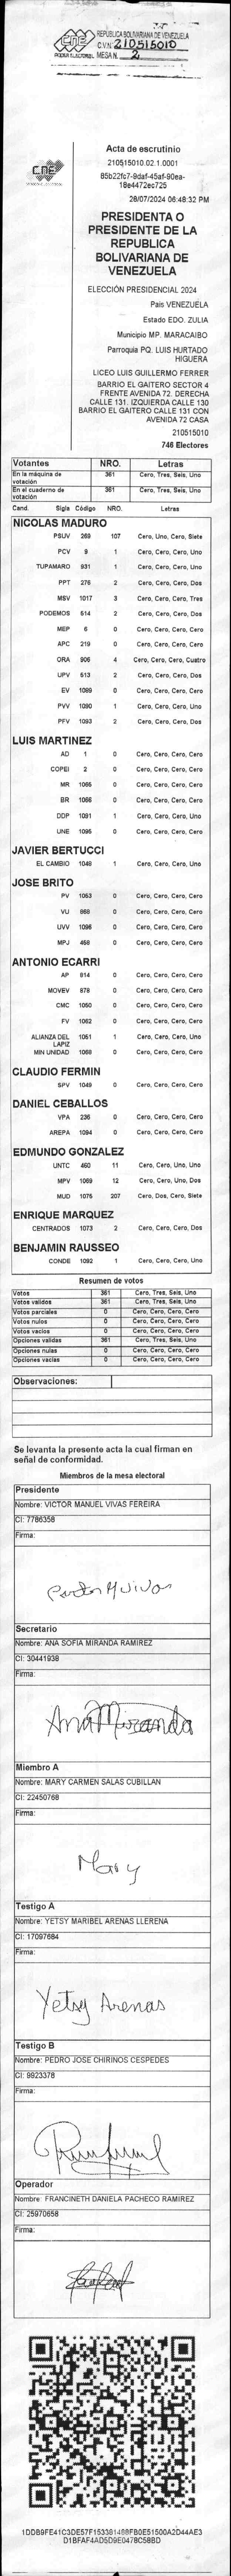 REPÚBLICA BOLIVARIANA DE VENEZUELA
CNE
C.V.N: 210515010
PODER ELECTORAL MESA N. 2
Acta de escrutinio
210515010.02.1.0001
85b22fc7-9daf-45af-90ea-
18e4472ec725
28/07/2024 06:48:32 PM
PRESIDENTA O
PRESIDENTE DE LA
REPUBLICA
BOLIVARIANA DE
VENEZUELA
ELECCIÓN PRESIDENCIAL 2024
País VENEZUELA
Estado EDO. ZULIA
Municipio MP. MARACAIBO
Parroquia PQ. LUIS HURTADO
HIGUERA
LICEO LUIS GUILLERMO FERRER
BARRIO EL GAITERO SECTOR 4
FRENTE AVENIDA 72. DERECHA
CALLE 131. IZQUIERDA CALLE 130
BARRIO EL GAITERO CALLE 131 CON
AVENIDA 72 CASA
210515010
746 Electores
Votantes NRO. Letras
En la máquina de votación 361 Cero, Tres, Seis, Uno
En el cuaderno de votación 361 Cero, Tres, Seis, Uno
Cand. Sigla Código NRO. Letras
NICOLAS MADURO
PSUV 269 107 Cero, Uno, Cero, Siete
PCV 9 1 Cero, Cero, Cero, Uno
TUPAMARO 931 1 Cero, Cero, Cero, Uno
PPT 276 2 Cero, Cero, Cero, Dos
MSV 1017 3 Cero, Cero, Cero, Tres
PODEMOS 514 2 Cero, Cero, Cero, Dos
MEP 6 0 Cero, Cero, Cero, Cero
APC 219 0 Cero, Cero, Cero, Cero
ORA 906 4 Cero, Cero, Cero, Cuatro
UPV 513 2 Cero, Cero, Cero, Dos
EV 1089 0 Cero, Cero, Cero, Cero
PVV 1090 1 Cero, Cero, Cero, Uno
PFV 1093 2 Cero, Cero, Cero, Dos
LUIS MARTINEZ
AD 1 0 Cero, Cero, Cero, Cero
COPEI 2 0 Cero, Cero, Cero, Cero
MR 1065 0 Cero, Cero, Cero, Cero
BR 1066 0 Cero, Cero, Cero, Cero
DDP 1091 1 Cero, Cero, Cero, Uno
UNE 1095 0 Cero, Cero, Cero, Cero
JAVIER BERTUCCI
EL CAMBIO 1048 1 Cero, Cero, Cero, Uno
JOSE BRITO
PV 1053 0 Cero, Cero, Cero, Cero
VU 868 0 Cero, Cero, Cero, Cero
UVV 1096 0 Cero, Cero, Cero, Cero
MPJ 458 0 Cero, Cero, Cero, Cero
ANTONIO ECARRI
AP 814 0 Cero, Cero, Cero, Cero
MOVEV 878 0 Cero, Cero, Cero, Cero
CMC 1050 0 Cero, Cero, Cero, Cero
FV 1062 0 Cero, Cero, Cero, Cero
ALIANZA DEL LAPIZ 1051 1 Cero, Cero, Cero, Uno
MIN UNIDAD 1068 0 Cero, Cero, Cero, Cero
CLAUDIO FERMIN
SPV 1049 0 Cero, Cero, Cero, Cero
DANIEL CEBALLOS
VPA 236 0 Cero, Cero, Cero, Cero
AREPA 1094 0 Cero, Cero, Cero, Cero
EDMUNDO GONZALEZ
UNTC 460 11 Cero, Cero, Uno, Uno
MPV 1069 12 Cero, Cero, Uno, Dos
MUD 1075 207 Cero, Dos, Cero, Siete
ENRIQUE MARQUEZ
CENTRADOS 1073 2 Cero, Cero, Cero, Dos
BENJAMIN RAUSSEO
CONDE 1092 1 Cero, Cero, Cero, Uno
Resumen de votos
Votos 361 Cero, Tres, Seis, Uno
Votos validos 361 Cero, Tres, Seis, Uno
Votos parciales 0 Cero, Cero, Cero, Cero
Votos nulos 0 Cero, Cero, Cero, Cero
Votos vacios 0 Cero, Cero, Cero, Cero
Opciones validas 361 Cero, Tres, Seis, Uno
Opciones nulas 0 Cero, Cero, Cero, Cero
Opciones vacias 0 Cero, Cero, Cero, Cero
Observaciones:
Se levanta la presente acta la cual firman en
señal de conformidad.
Miembros de la mesa electoral
Presidente
Nombre: VICTOR MANUEL VIVAS FEREIRA
CI: 7786358
Firma:
Secretario
Nombre: ANA SOFIA MIRANDA RAMIREZ
CI: 30441938
Firma:
Ana Miranda
Miembro A
Nombre: MARY CARMEN SALAS CUBILLAN
CI: 22450768
Firma:
Mary
Testigo A
Nombre: YETSY MARIBEL ARENAS LLERENA
CI: 17097684
Firma:
Yetsy Arenas
Testigo B
Nombre: PEDRO JOSE CHIRINOS CESPEDES
CI: 9923378
Firma:
Operador
Nombre: FRANCINETH DANIELA PACHECO RAMIREZ
CI: 25970658
Firma: